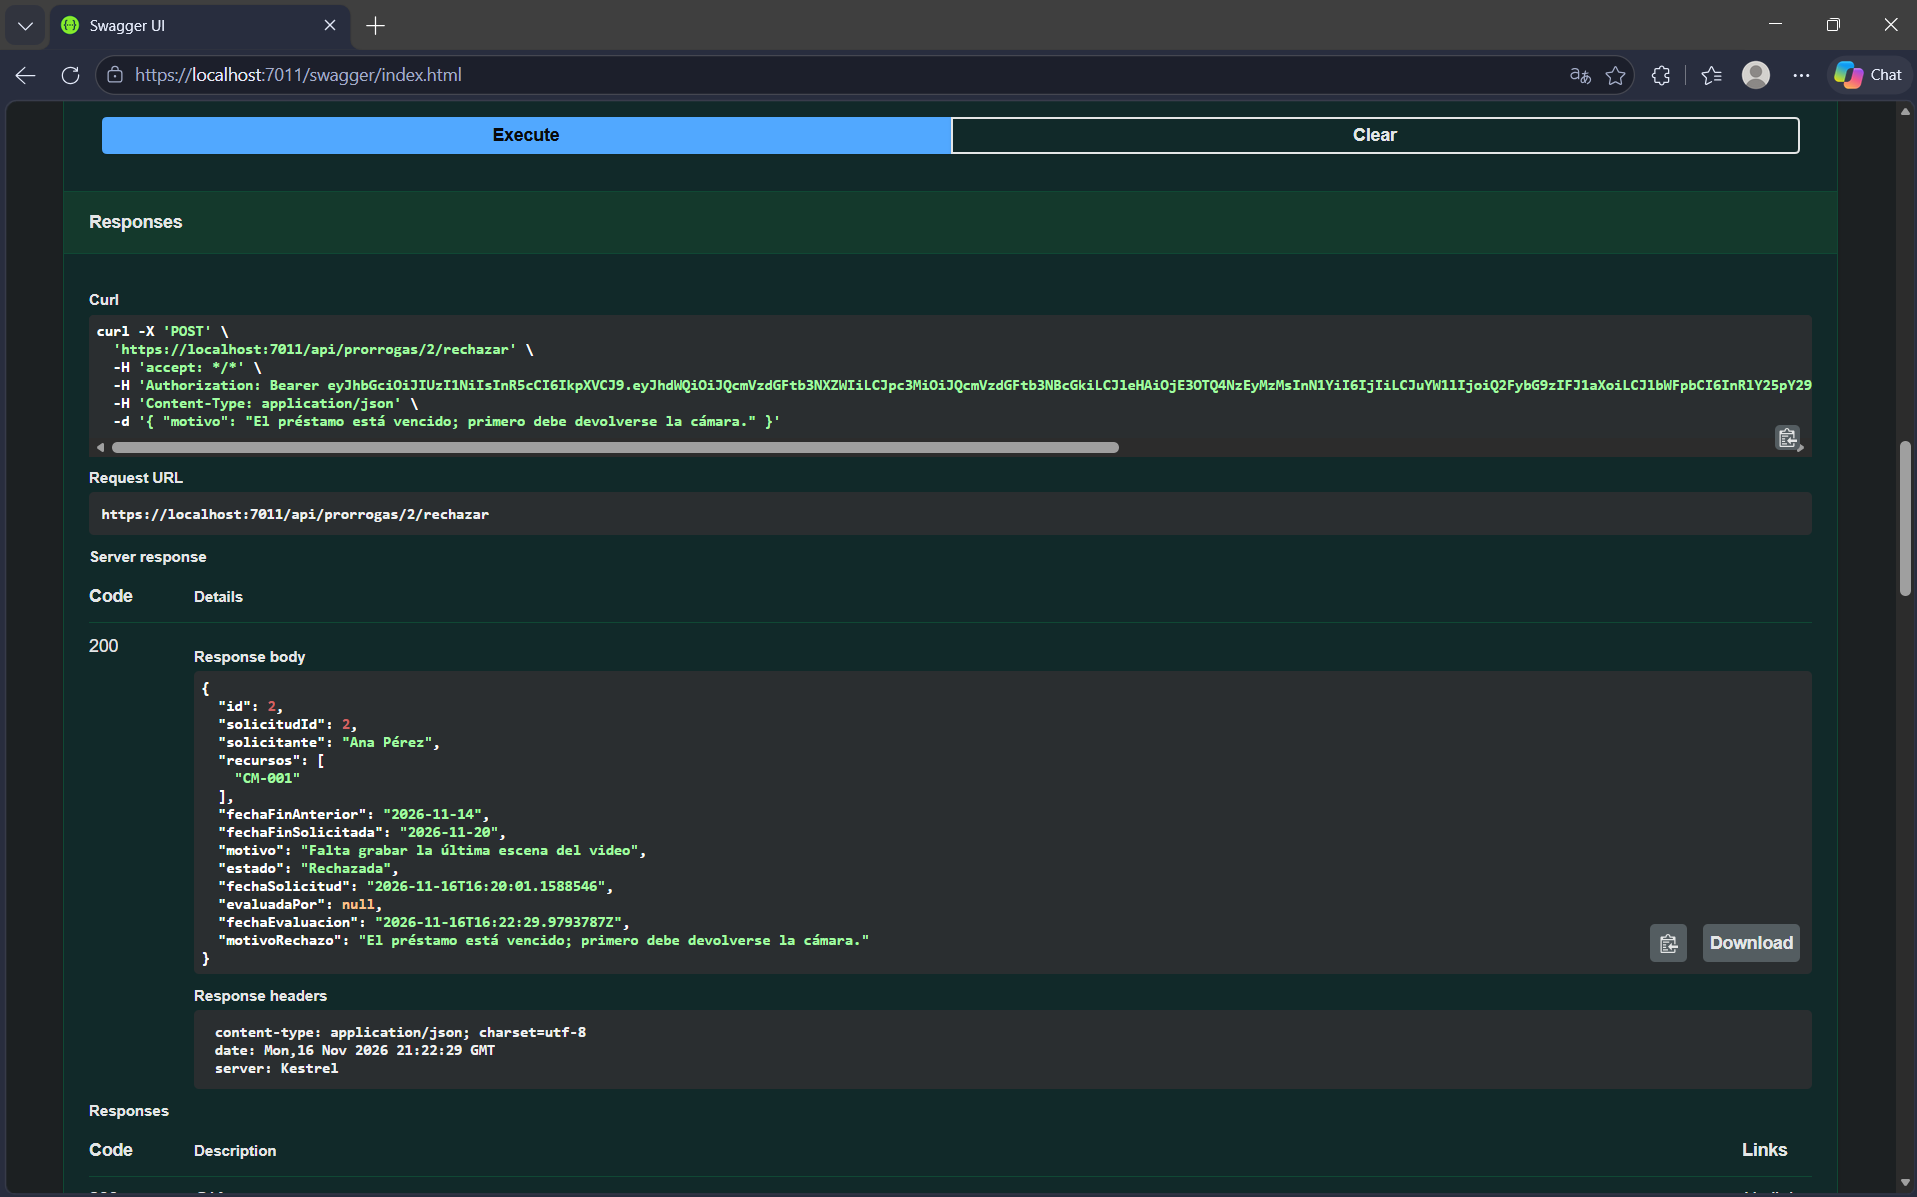 Swagger UI
https://localhost:7011/swagger/index.html
Chat
Execute
Clear
Responses
Curl
curl -X 'POST' \
'https://localhost:7011/api/prorrogas/2/rechazar' \
-H 'accept: */*' \
-H 'Authorization: Bearer eyJhbGciOiJIUzI1NiIsInR5cCI6IkpXVCJ9.eyJhdWQiOiJQcmVzdGFtb3NXZWIiLCJpc3MiOiJQcmVzdGFtb3NBcGkiLCJleHAiOjE3OTQ4NzEyMzMsInN1YiI6IjIiLCJuYW1lIjoiQ2FybG9zIFJ1aXoiLCJlbWFpbCI6InRlY25pY29
-H 'Content-Type: application/json' \
-d '{ "motivo": "El préstamo está vencido; primero debe devolverse la cámara." }'
Request URL
https://localhost:7011/api/prorrogas/2/rechazar
Server response
Code
Details
200
Response body
{
"id": 2,
"solicitudId": 2,
"solicitante": "Ana Pérez",
"recursos": [
"CM-001"
],
"fechaFinAnterior": "2026-11-14",
"fechaFinSolicitada": "2026-11-20",
"motivo": "Falta grabar la última escena del video",
"estado": "Rechazada",
"fechaSolicitud": "2026-11-16T16:20:01.1588546",
"evaluadaPor": null,
"fechaEvaluacion": "2026-11-16T16:22:29.9793787Z",
"motivoRechazo": "El préstamo está vencido; primero debe devolverse la cámara."
}
Download
Response headers
content-type: application/json; charset=utf-8
date: Mon,16 Nov 2026 21:22:29 GMT
server: Kestrel
Responses
Code
Description
Links